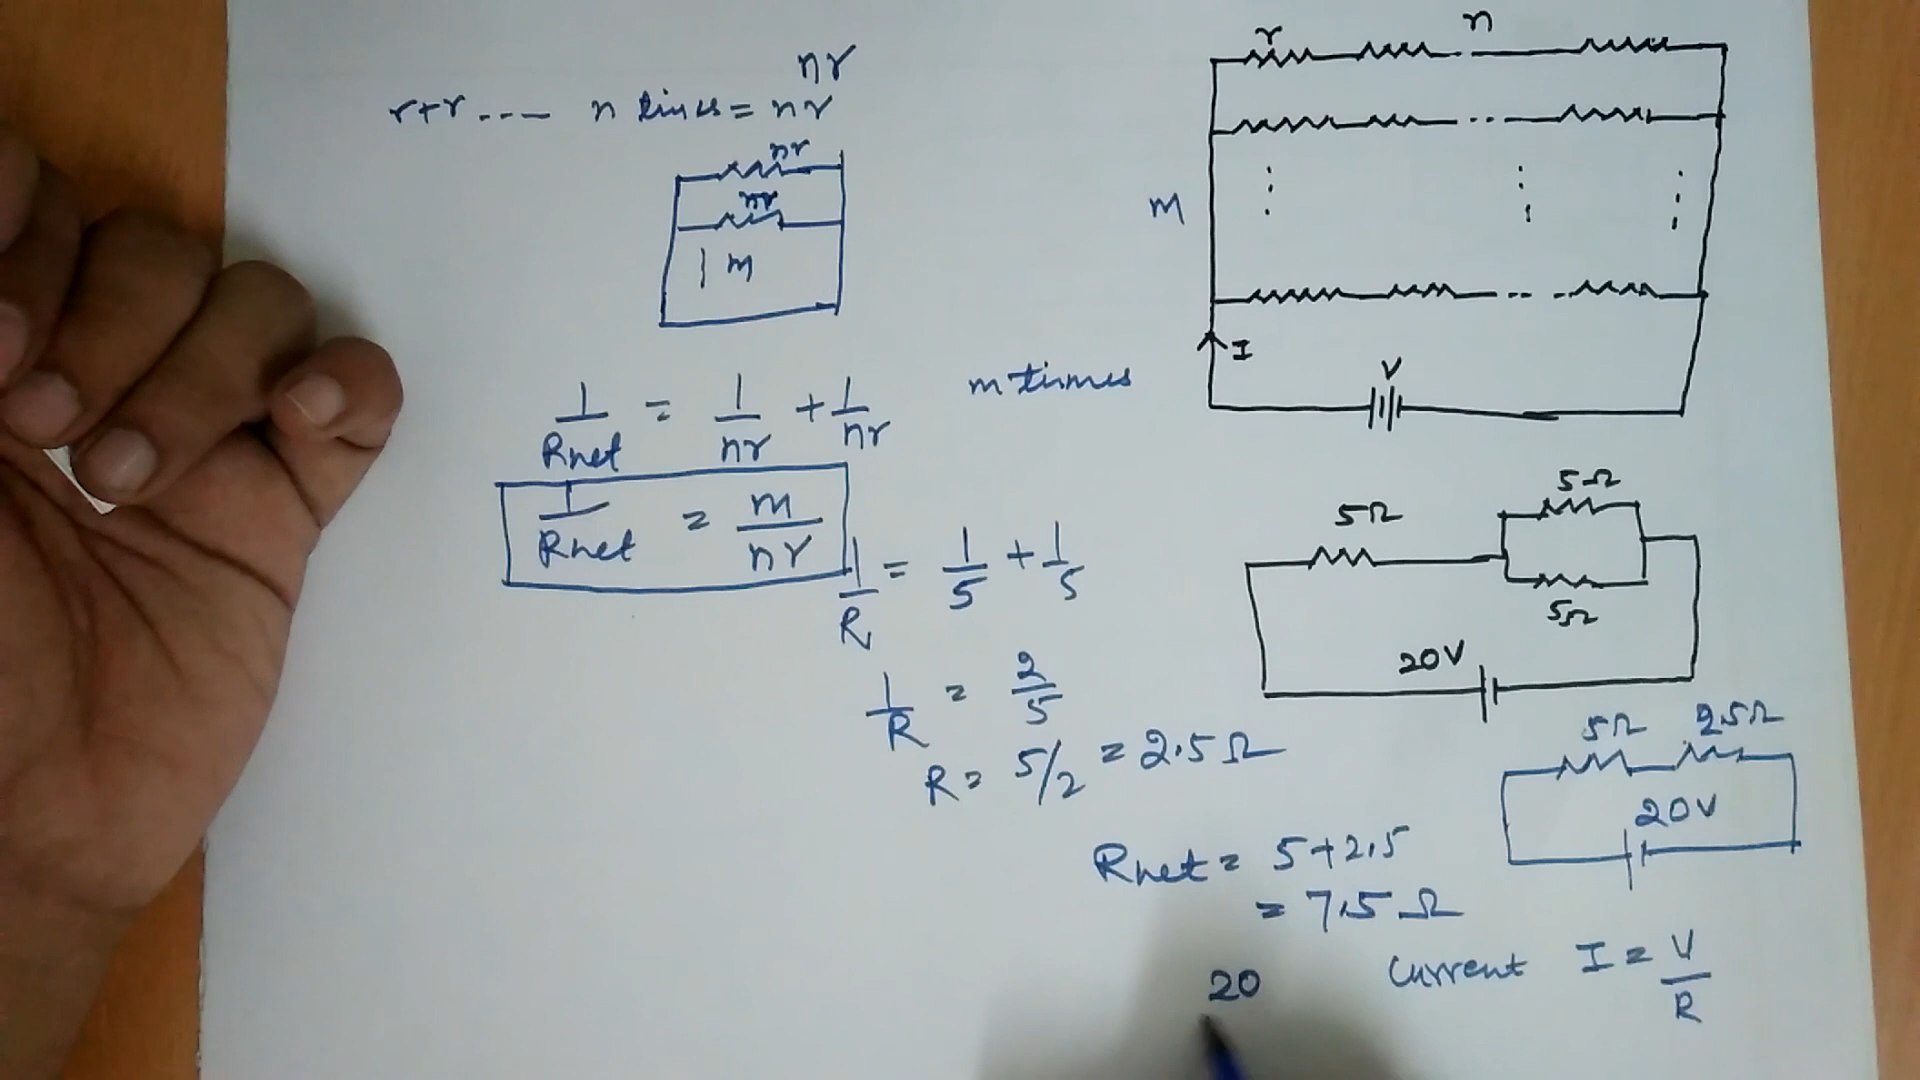 nr
r+r ---- n times = nr
nr
nr
m
1/Rnet = 1/nr + 1/nr m times
1/Rnet = m/nr
1/R = 1/5 + 1/5
1/R = 2/5
R = 5/2 = 2.5Ω
r n
m
I
V
5Ω 5Ω
5Ω
20V
5Ω 2.5Ω
20V
Rnet = 5+2.5
= 7.5Ω
Current I = V/R
20